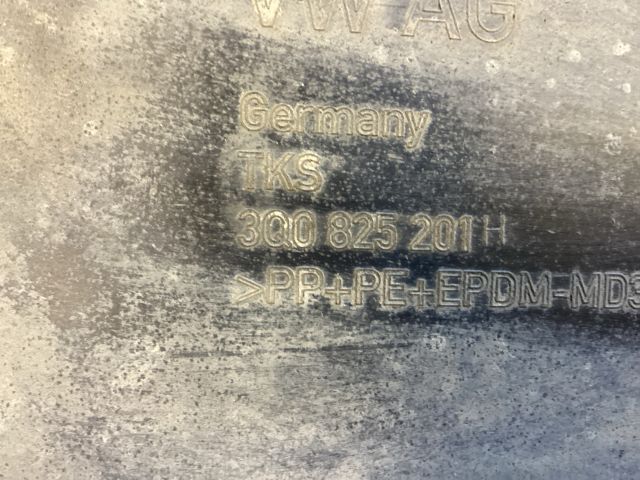 VW AG
Germany
TKS
3Q0 825 201 H
>PP+PE+EPDM-MD3